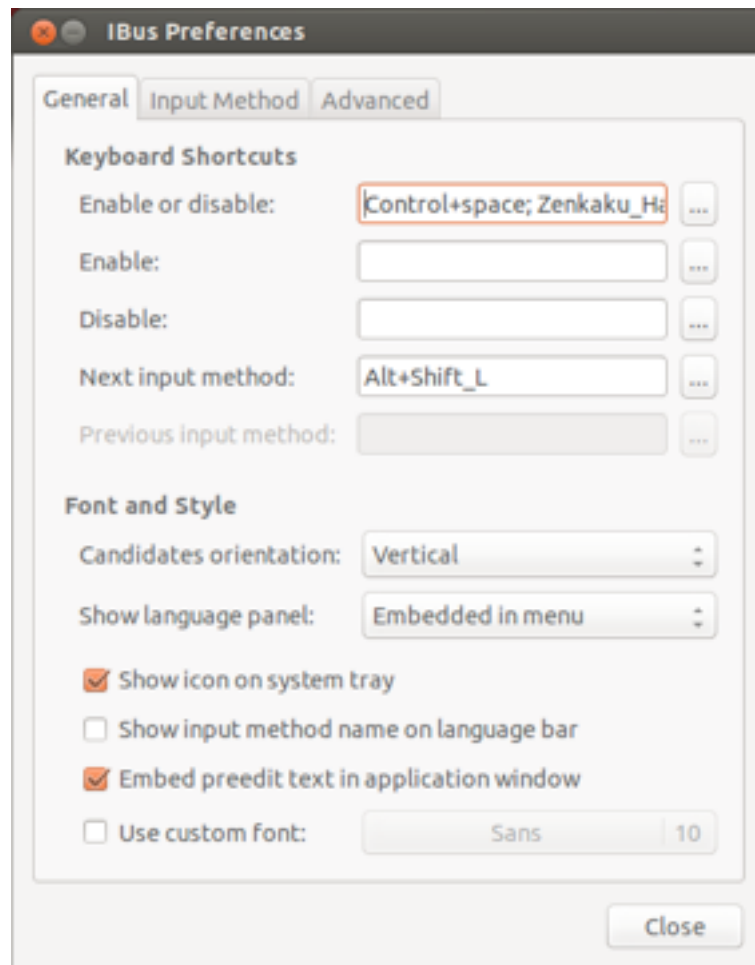 IBus Preferences
General Input Method Advanced
Keyboard Shortcuts
Enable or disable: Control+space; Zenkaku_Ha ...
Enable: ...
Disable: ...
Next input method: Alt+Shift_L ...
Previous input method: ...
Font and Style
Candidates orientation: Vertical
Show language panel: Embedded in menu
Show icon on system tray
Show input method name on language bar
Embed preedit text in application window
Use custom font: Sans 10
Close